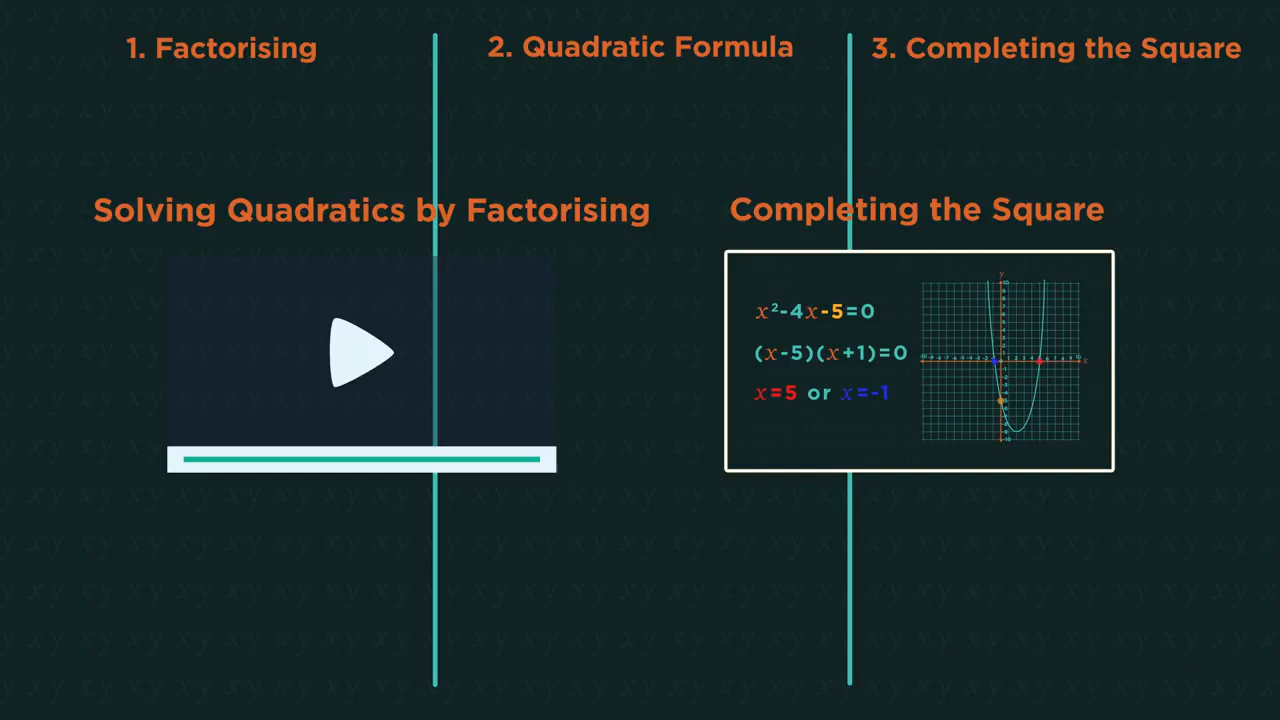 1. Factorising
2. Quadratic Formula
3. Completing the Square
Solving Quadratics by Factorising
Completing the Square
x²-4x-5=0
(x-5)(x+1)=0
x=5 or x=-1
y
x